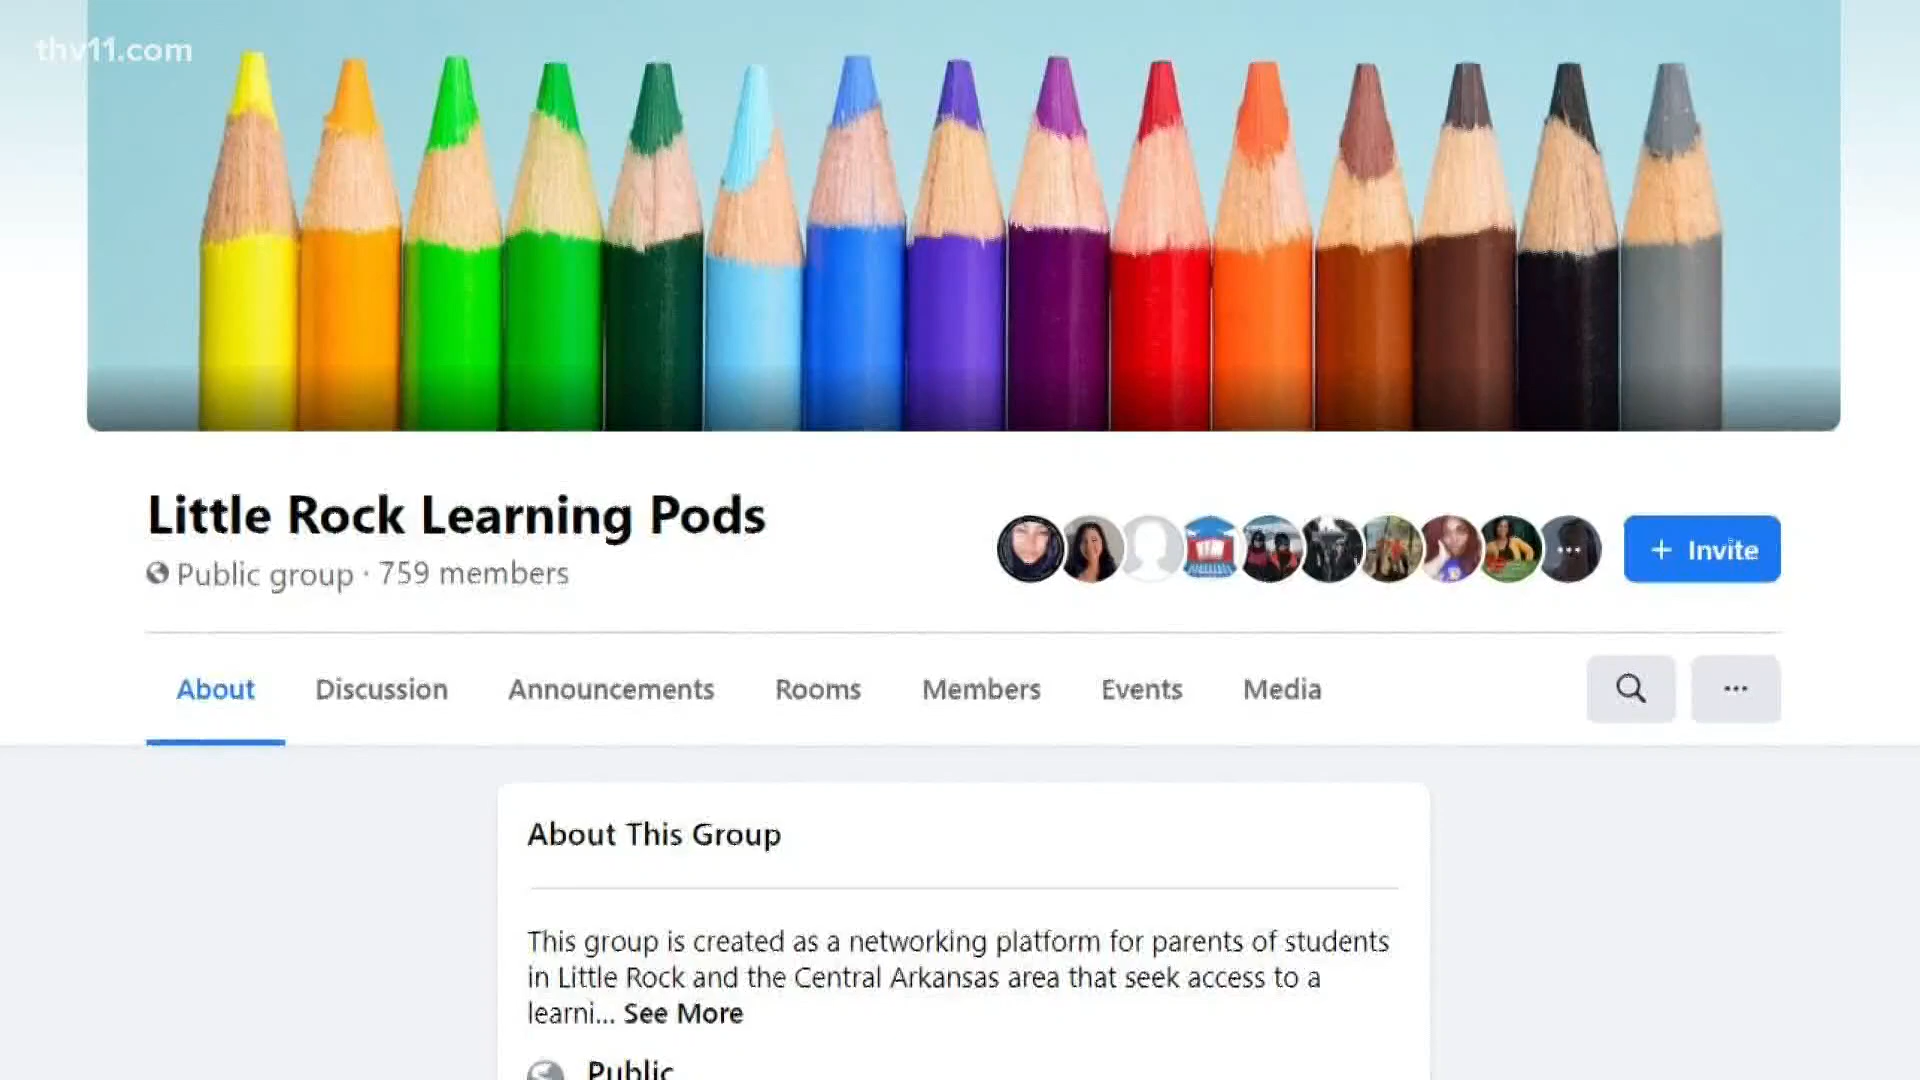 thv11.com
Little Rock Learning Pods
Public group · 759 members
+ Invite
About Discussion Announcements Rooms Members Events Media
About This Group
This group is created as a networking platform for parents of students
in Little Rock and the Central Arkansas area that seek access to a
learni... See More
Public